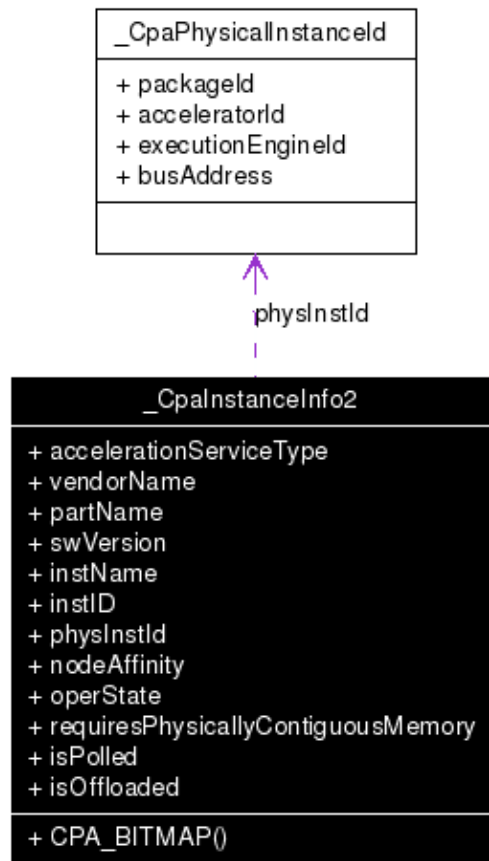 _CpaPhysicalInstanceId
+ packageId
+ acceleratorId
+ executionEngineId
+ busAddress
physInstId
_CpaInstanceInfo2
+ accelerationServiceType
+ vendorName
+ partName
+ swVersion
+ instName
+ instID
+ physInstId
+ nodeAffinity
+ operState
+ requiresPhysicallyContiguousMemory
+ isPolled
+ isOffloaded
+ CPA_BITMAP()